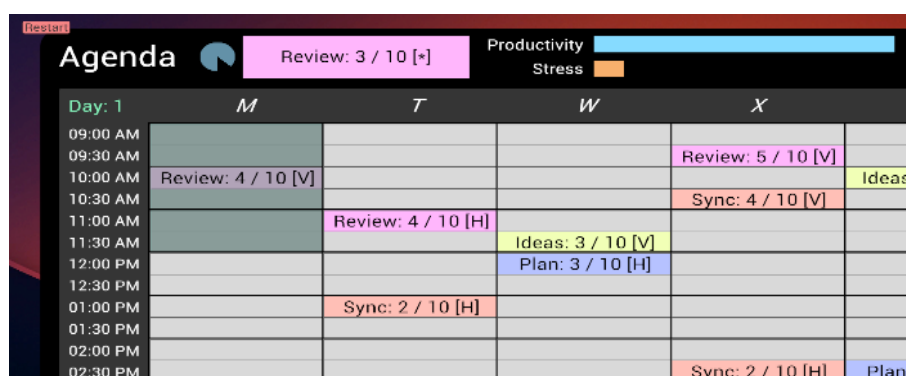 Restart
Agenda
Review: 3 / 10 [*]
Productivity
Stress
Day: 1 M T W X
09:00 AM
09:30 AM Review: 5 / 10 [V]
10:00 AM Review: 4 / 10 [V] Ideas
10:30 AM Sync: 4 / 10 [V]
11:00 AM Review: 4 / 10 [H]
11:30 AM Ideas: 3 / 10 [V]
12:00 PM Plan: 3 / 10 [H]
12:30 PM
01:00 PM Sync: 2 / 10 [H]
01:30 PM
02:00 PM
02:30 PM Sync: 2 / 10 [H] Plan